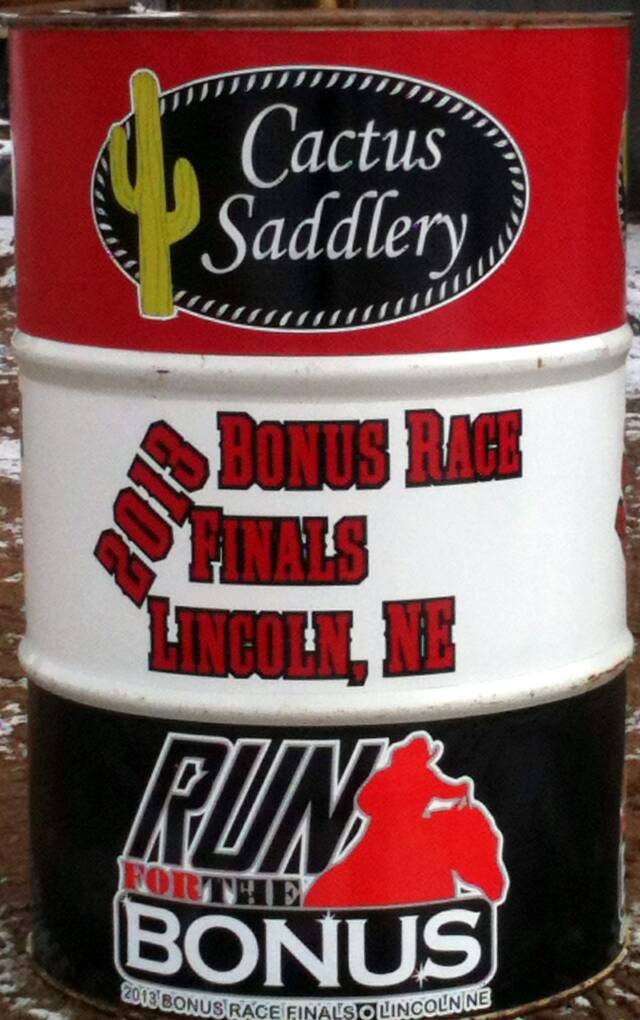 Cactus
Saddlery
2013 BONUS RACE
FINALS
LINCOLN, NE
RUN
FOR THE
BONUS
2013 BONUS RACE FINALS LINCOLN NE